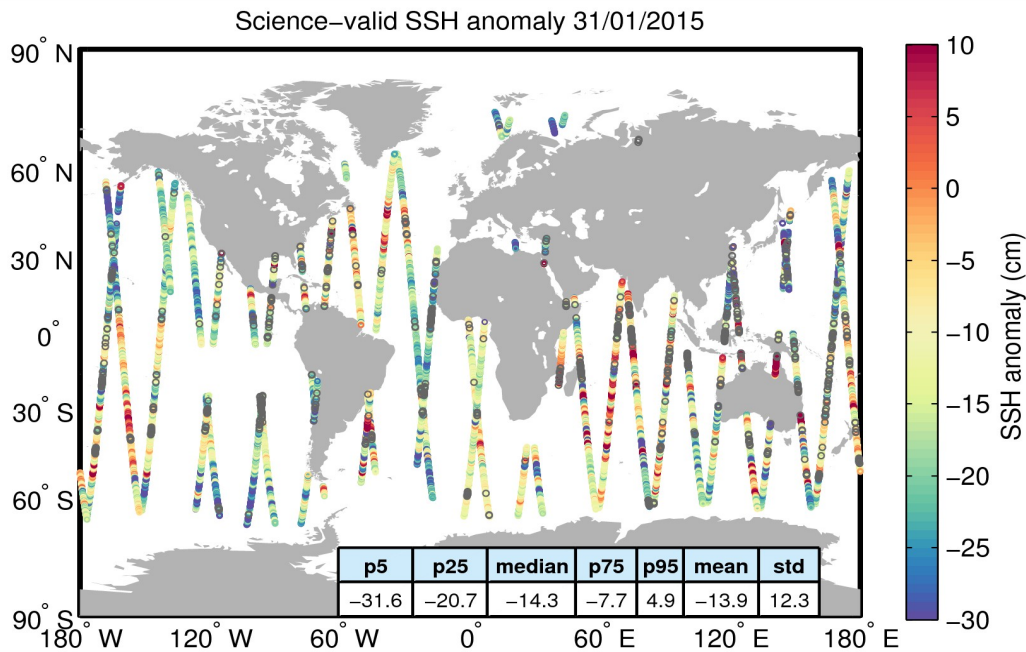 Science−valid SSH anomaly 31/01/2015
90° N
60° N
30° N
0°
30° S
60° S
90° S
180° W
120° W
60° W
0°
60° E
120° E
180° E
p5 p25 median p75 p95 mean std
−31.6 −20.7 −14.3 −7.7 4.9 −13.9 12.3
10
5
0
−5
−10
−15
−20
−25
−30
SSH anomaly (cm)